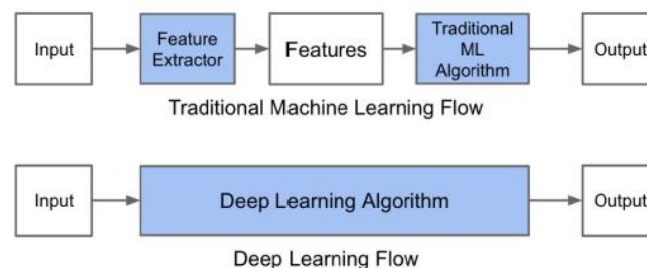 Input
Feature
Extractor
Features
Traditional
ML
Algorithm
Output
Traditional Machine Learning Flow
Input
Deep Learning Algorithm
Output
Deep Learning Flow